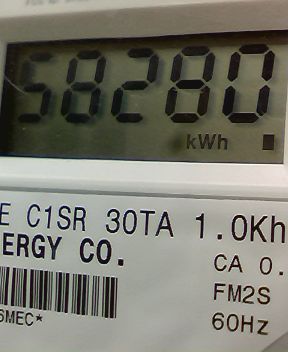 58280
kWh
E C1SR 30TA 1.0Kh
ERGY CO.
CA 0.
FM2S
6MEC*
60Hz